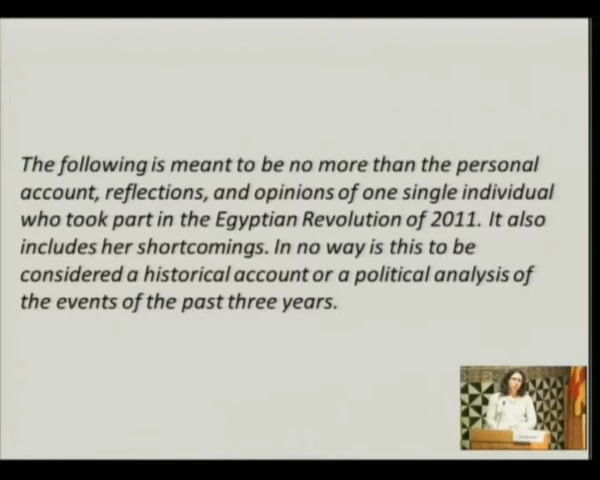 The following is meant to be no more than the personal
account, reflections, and opinions of one single individual
who took part in the Egyptian Revolution of 2011. It also
includes her shortcomings. In no way is this to be
considered a historical account or a political analysis of
the events of the past three years.